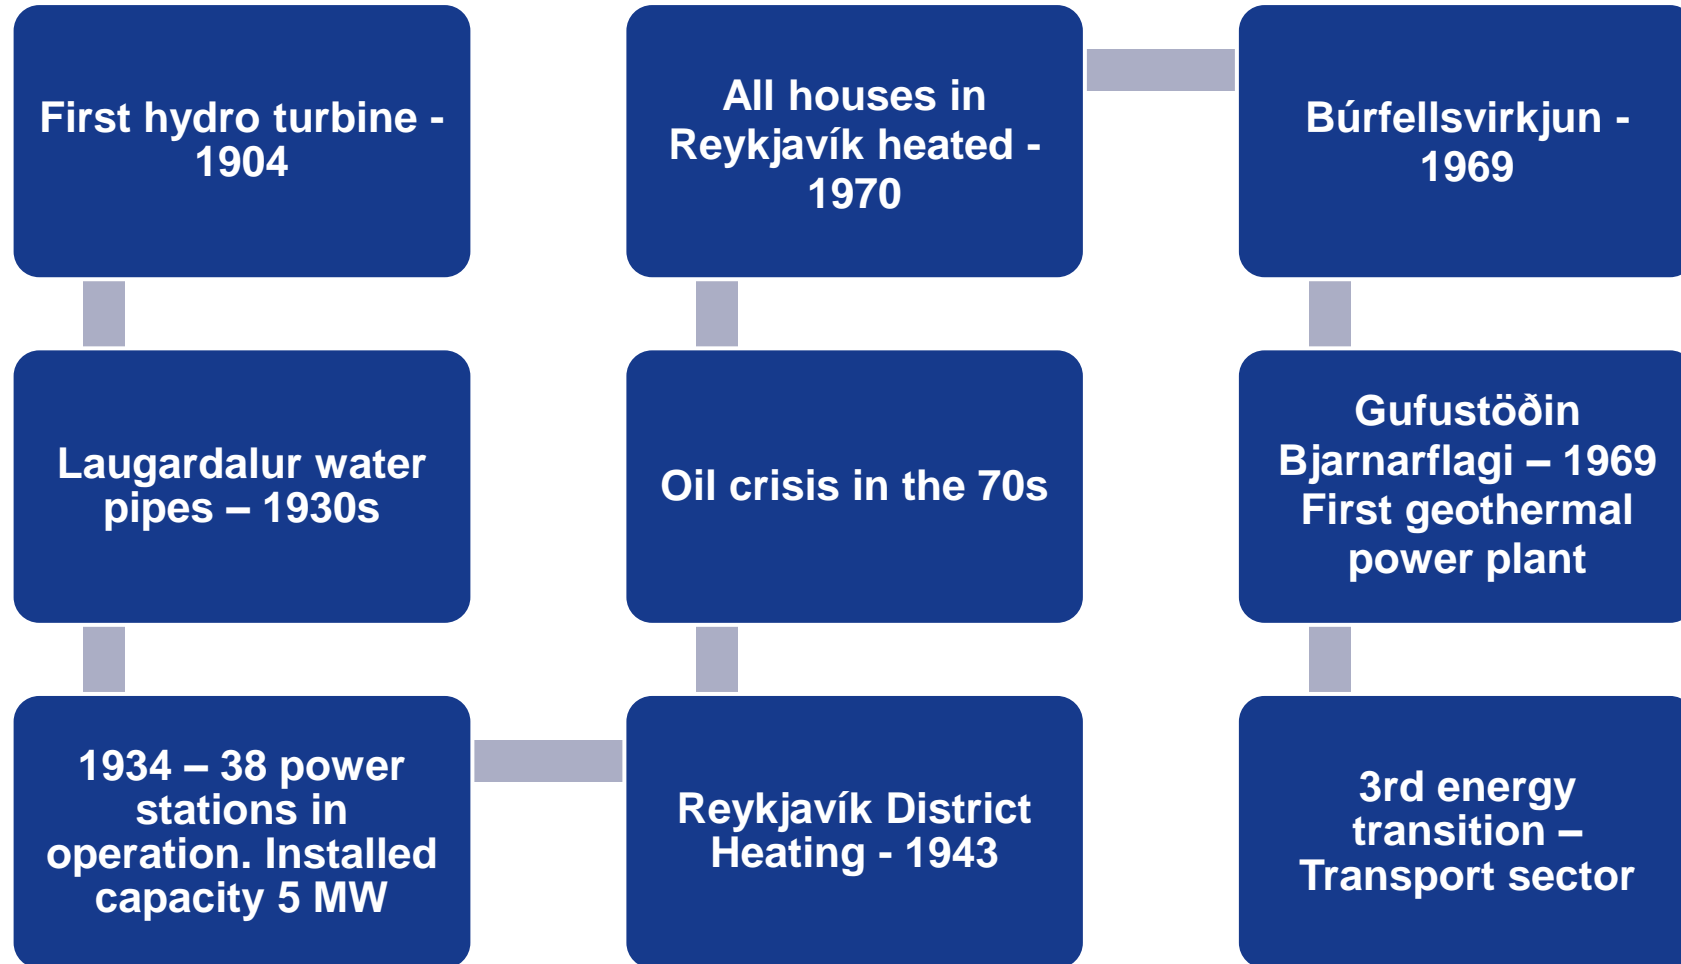 First hydro turbine -
1904
Laugardalur water
pipes – 1930s
1934 – 38 power
stations in
operation. Installed
capacity 5 MW
Reykjavík District
Heating - 1943
Oil crisis in the 70s
All houses in
Reykjavík heated -
1970
Búrfellsvirkjun -
1969
Gufustöðin
Bjarnarflagi – 1969
First geothermal
power plant
3rd energy
transition –
Transport sector